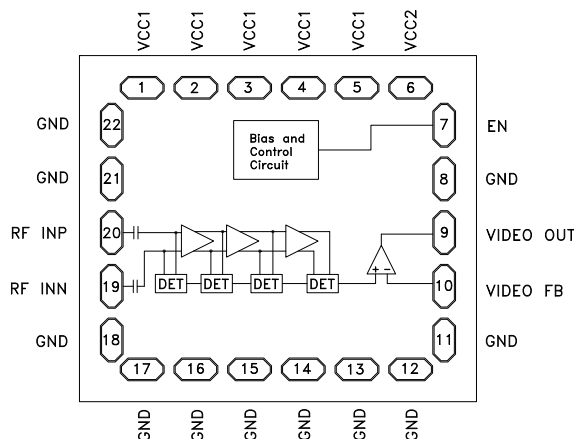 VCC1 VCC1 VCC1 VCC1 VCC1 VCC2
1 2 3 4 5 6
GND 22 7 EN
Bias and
Control
Circuit
GND 21 8 GND
RF INP 20 9 VIDEO OUT
+ −
RF INN 19 DET DET DET DET 10 VIDEO FB
GND 18 11 GND
17 16 15 14 13 12
GND GND GND GND GND GND